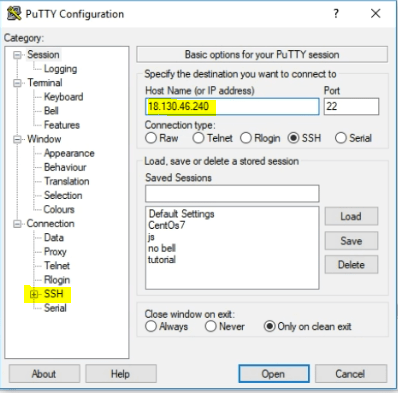 PuTTY Configuration
Category:
Session
Logging
Terminal
Keyboard
Bell
Features
Window
Appearance
Behaviour
Translation
Selection
Colours
Connection
Data
Proxy
Telnet
Rlogin
SSH
Serial
Basic options for your PuTTY session
Specify the destination you want to connect to
Host Name (or IP address) Port
18.130.46.240 22
Connection type:
Raw Telnet Rlogin SSH Serial
Load, save or delete a stored session
Saved Sessions
Default Settings
CentOs7
js
no bell
tutorial
Load
Save
Delete
Close window on exit:
Always Never Only on clean exit
About Help Open Cancel